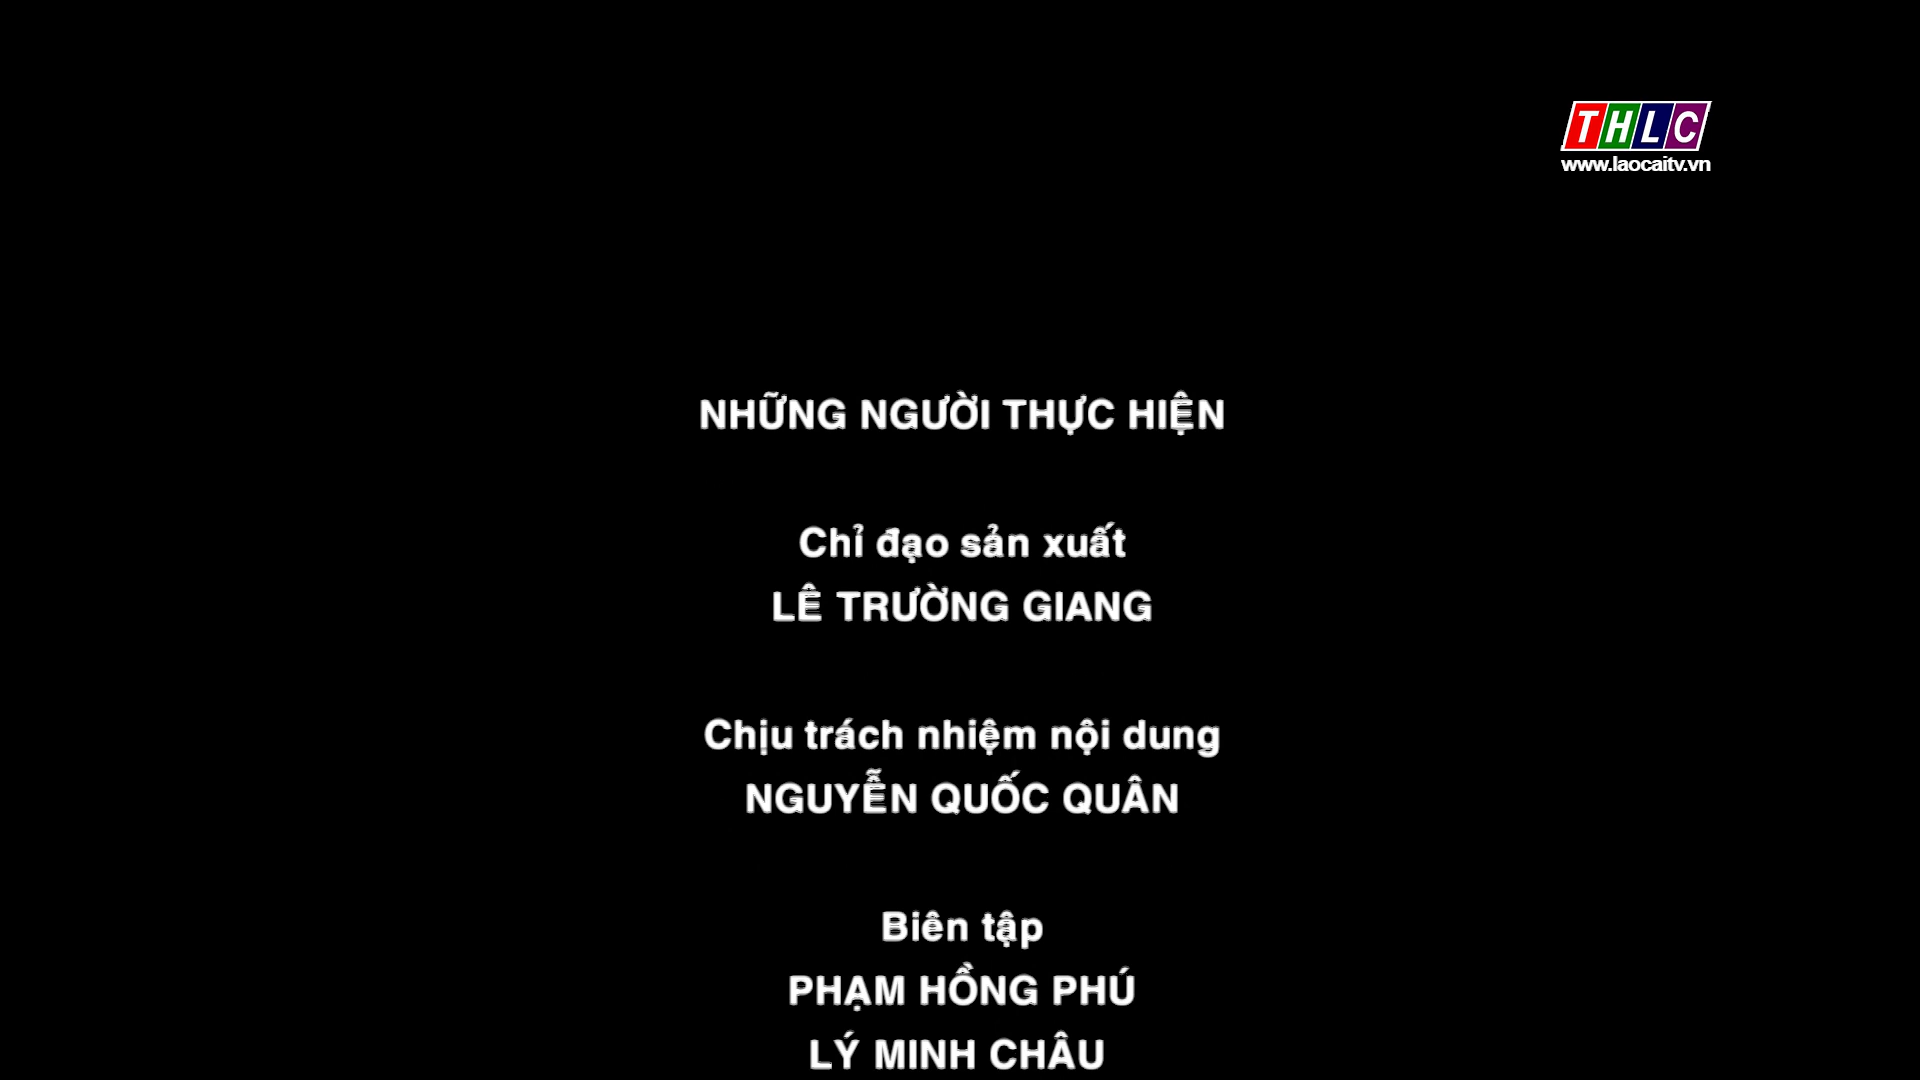 THLC
www.laocaitv.vn
NHỮNG NGƯỜI THỰC HIỆN
Chỉ đạo sản xuất
LÊ TRƯỜNG GIANG
Chịu trách nhiệm nội dung
NGUYỄN QUỐC QUÂN
Biên tập
PHẠM HỒNG PHÚ
LÝ MINH CHÂU